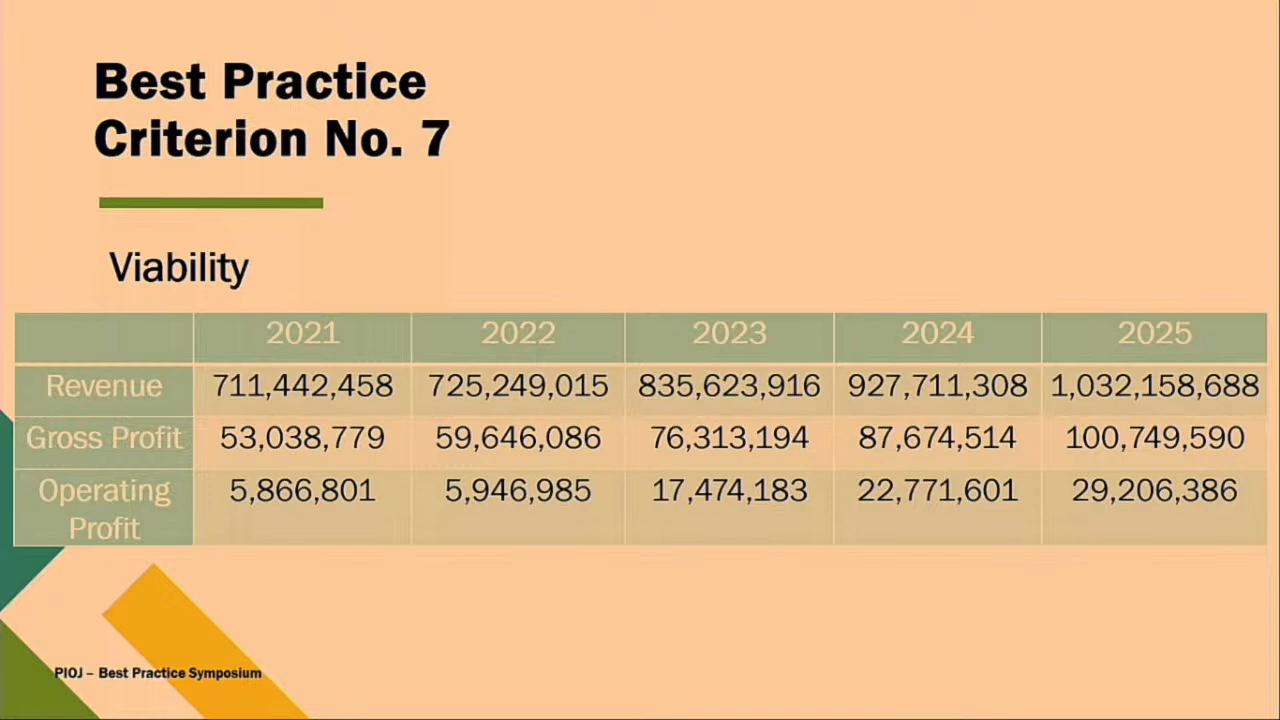 Best Practice
Criterion No. 7
Viability
2021 2022 2023 2024 2025
Revenue 711,442,458 725,249,015 835,623,916 927,711,308 1,032,158,688
Gross Profit 53,038,779 59,646,086 76,313,194 87,674,514 100,749,590
Operating 5,866,801 5,946,985 17,474,183 22,771,601 29,206,386
Profit
PIOJ – Best Practice Symposium